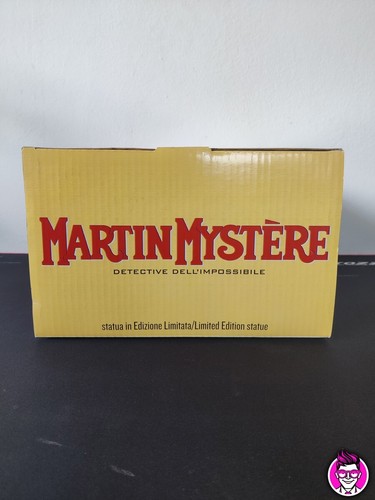 MARTIN MYSTÈRE
DETECTIVE DELL'IMPOSSIBILE
statua in Edizione Limitata/Limited Edition statue